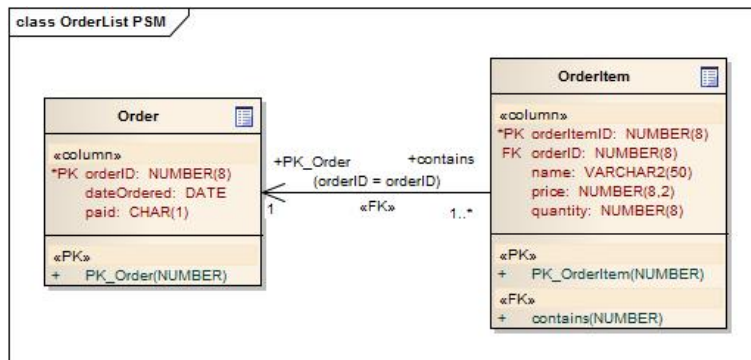 class OrderList PSM
Order
«column»
*PK orderID: NUMBER(8)
dateOrdered: DATE
paid: CHAR(1)
«PK»
+ PK_Order(NUMBER)
+PK_Order
+contains
(orderID = orderID)
1
«FK»
1..*
OrderItem
«column»
*PK orderItemID: NUMBER(8)
FK orderID: NUMBER(8)
name: VARCHAR2(50)
price: NUMBER(8,2)
quantity: NUMBER(8)
«PK»
+ PK_OrderItem(NUMBER)
«FK»
+ contains(NUMBER)